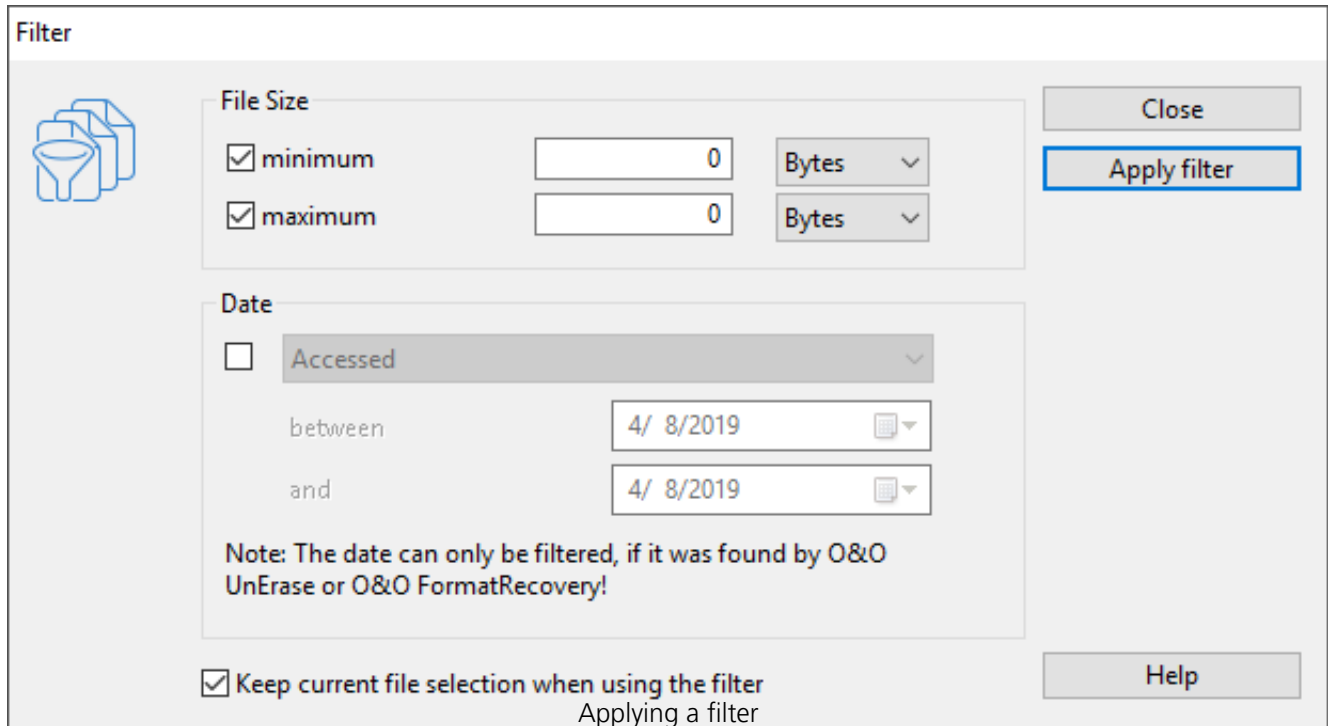 Filter
File Size
Close
minimum
0
Bytes
Apply filter
maximum
0
Bytes
Date
Accessed
between
4/ 8/2019
and
4/ 8/2019
Note: The date can only be filtered, if it was found by O&O
UnErase or O&O FormatRecovery!
Keep current file selection when using the filter
Help
Applying a filter